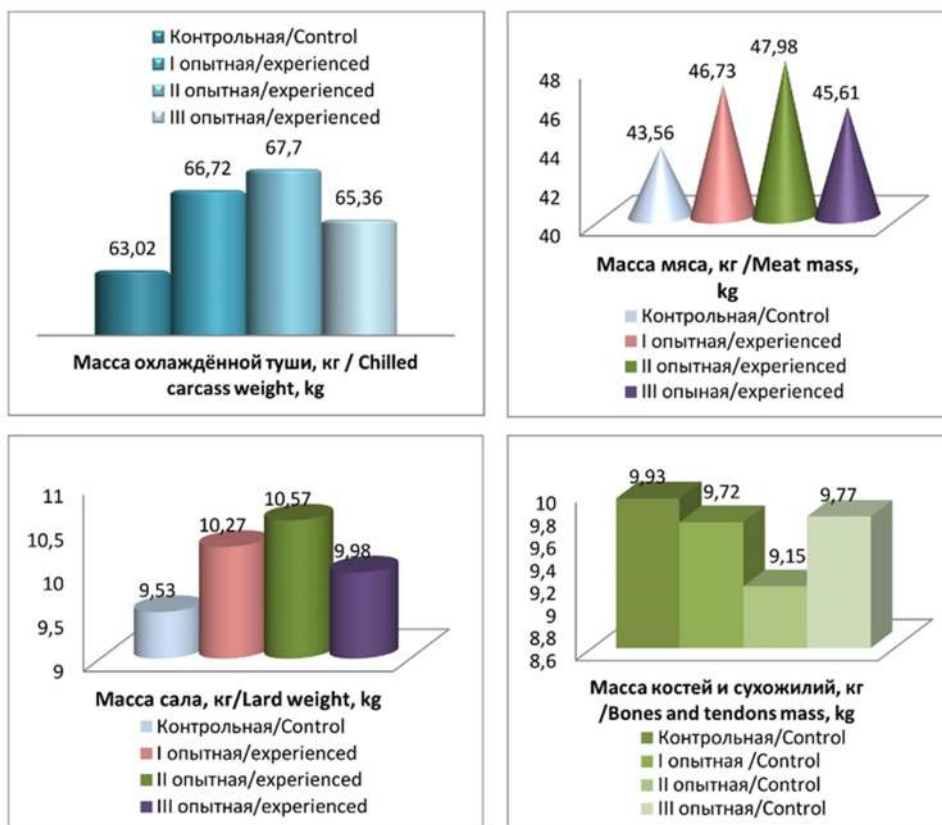 Контрольная/Control
I опытная/experienced
II опытная/experienced
III опытная/experienced
67,7
66,72
65,36
63,02
Масса охлаждённой туши, кг / Chilled
carcass weight, kg
47,98
46,73
45,61
43,56
48
46
44
42
40
Масса мяса, кг /Meat mass,
kg
Контрольная/Control
I опытная/experienced
II опытная/experienced
III опыная/experienced
11
10,5
10
9,5
9
9,53
10,27
10,57
9,98
Масса сала, кг/Lard weight, kg
Контрольная/Control
I опытная/experienced
II опытная/experienced
III опытная/experienced
10
9,8
9,6
9,4
9,2
9
8,8
8,6
9,93
9,72
9,15
9,77
Масса костей и сухожилий, кг
/Bones and tendons mass, kg
Контрольная/Control
I опытная /Control
II опытная/Control
III опытная/Control